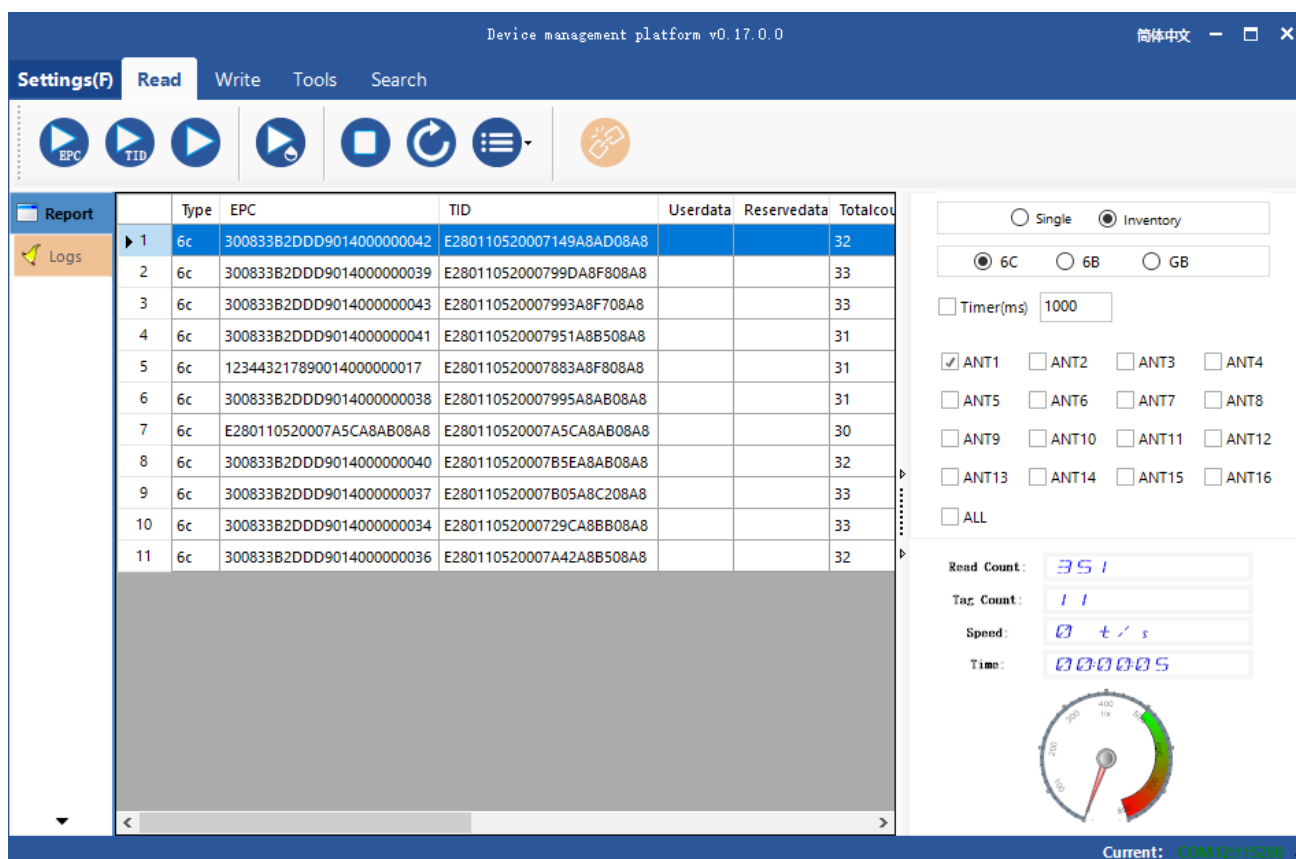 Device management platform v0.17.0.0
简体中文
Settings(F) Read Write Tools Search
EPC TID
Report
Logs
Type EPC TID Userdata Reservedata Totalcou
1 6c 300833B2DDD9014000000042 E280110520007149A8AD08A8 32
2 6c 300833B2DDD9014000000039 E28011052000799DA8F808A8 33
3 6c 300833B2DDD9014000000043 E280110520007993A8F708A8 33
4 6c 300833B2DDD9014000000041 E280110520007951A8B508A8 31
5 6c 123443217890014000000017 E280110520007883A8F808A8 31
6 6c 300833B2DDD9014000000038 E280110520007995A8AB08A8 31
7 6c E280110520007A5CA8AB08A8 E280110520007A5CA8AB08A8 30
8 6c 300833B2DDD9014000000040 E280110520007B5EA8AB08A8 32
9 6c 300833B2DDD9014000000037 E280110520007B05A8C208A8 33
10 6c 300833B2DDD9014000000034 E28011052000729CA8BB08A8 33
11 6c 300833B2DDD9014000000036 E280110520007A42A8B508A8 32
Single Inventory
6C 6B GB
Timer(ms) 1000
ANT1 ANT2 ANT3 ANT4
ANT5 ANT6 ANT7 ANT8
ANT9 ANT10 ANT11 ANT12
ANT13 ANT14 ANT15 ANT16
ALL
Read Count: 351
Tag Count: 11
Speed: 0 t/s
Time: 00:00:05
100 200 300 400
Current: COM12:115200